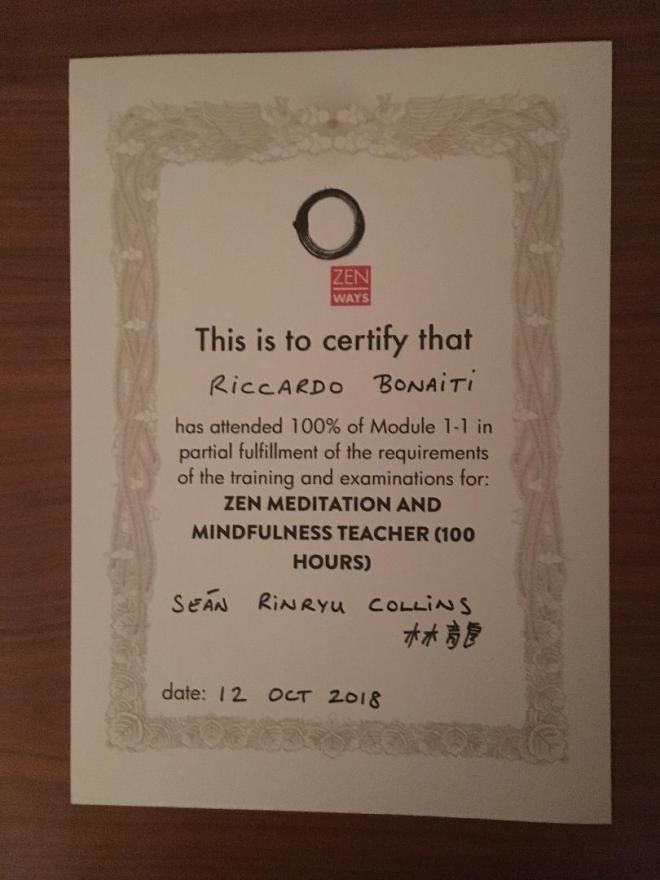 ZEN
WAYS
This is to certify that
RiCCARDO BONAiTi
has attended 100% of Module 1-1 in
partial fulfillment of the requirements
of the training and examinations for:
ZEN MEDITATION AND
MINDFULNESS TEACHER (100
HOURS)
SEÁN RiNRYU COLLiNS
林龍
date: 12 OCT 2018